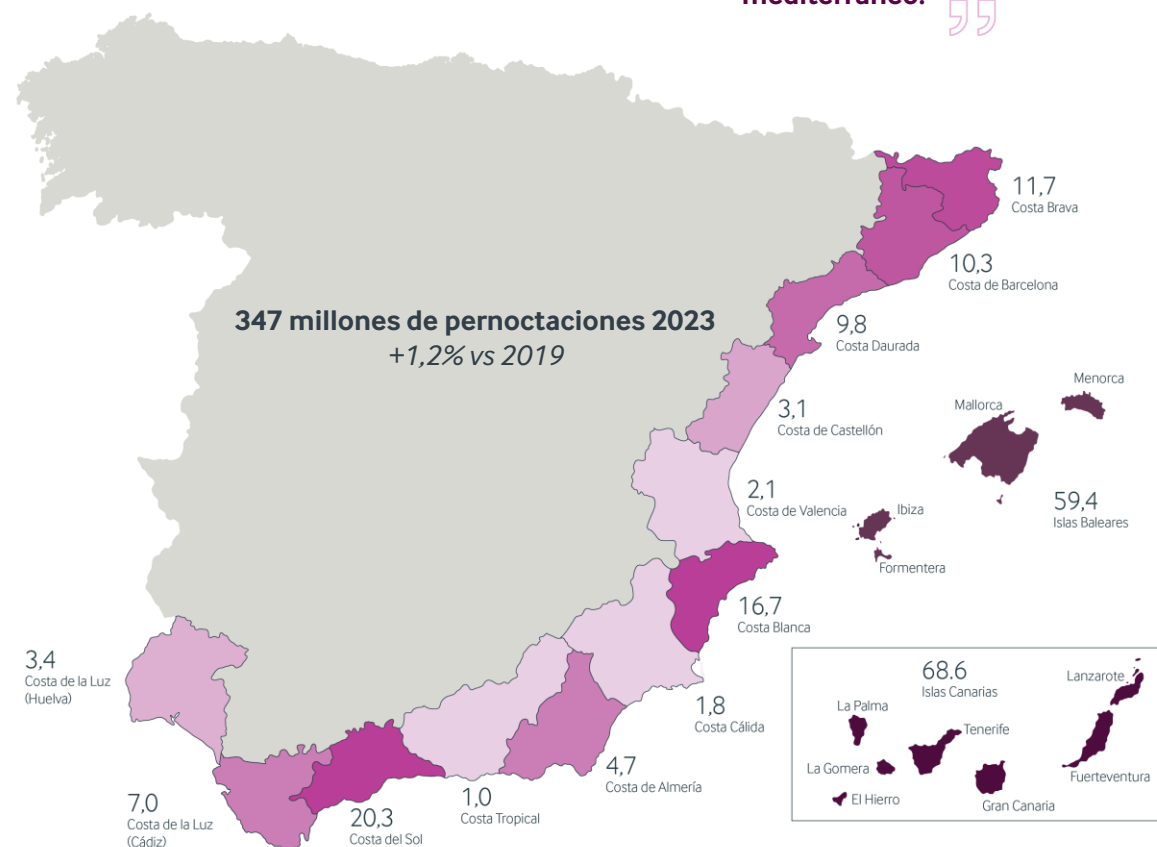 mediterráneo.
”
11,7
Costa Brava
10,3
Costa de Barcelona
347 millones de pernoctaciones 2023
+1,2% vs 2019
9,8
Costa Daurada
Menorca
Mallorca
3,1
Costa de Castellón
2,1
Costa de Valencia
Ibiza
59,4
Islas Baleares
Formentera
16,7
Costa Blanca
3,4
Costa de la Luz
(Huelva)
68.6
Islas Canarias
Lanzarote
La Palma
1,8
Costa Cálida
Tenerife
La Gomera
Fuerteventura
4,7
Costa de Almería
El Hierro
Gran Canaria
7,0
Costa de la Luz
(Cádiz)
20,3
Costa del Sol
1,0
Costa Tropical